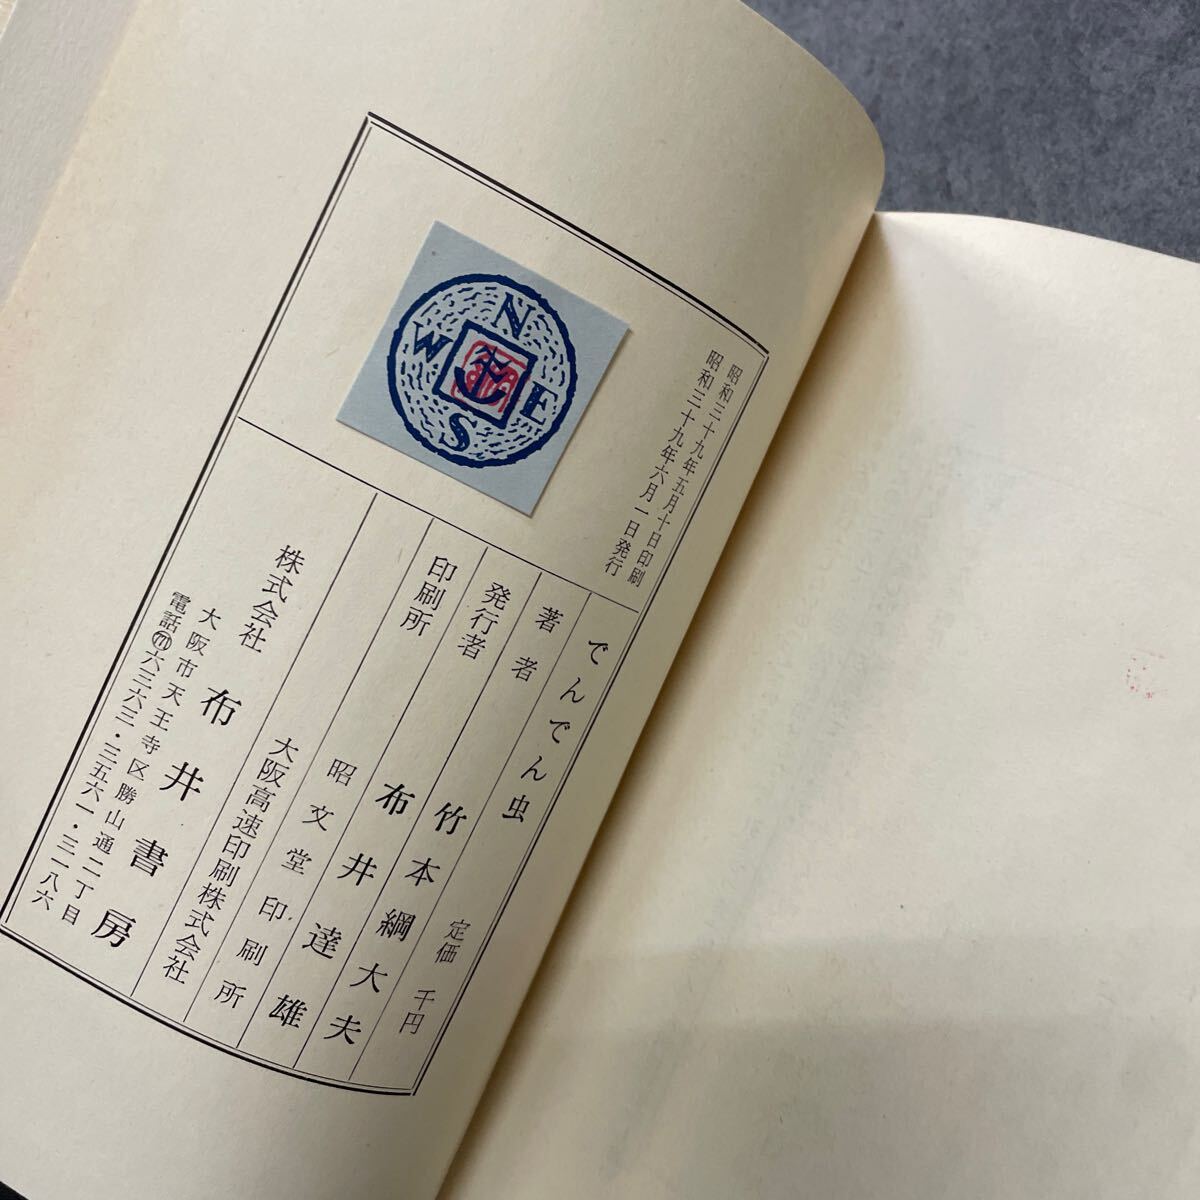 昭和三十九年五月十日印刷
昭和三十九年六月一日発行
N
W
E
S
でんでん虫 定価 千円
著者 竹本綱大夫
発行者 布井達雄
印刷所 昭文堂印刷所
大阪高速印刷株式会社
株式会社 布井書房
大阪市天王寺区勝山通二丁目
電話㋆六三六三・三五六一・三一八六